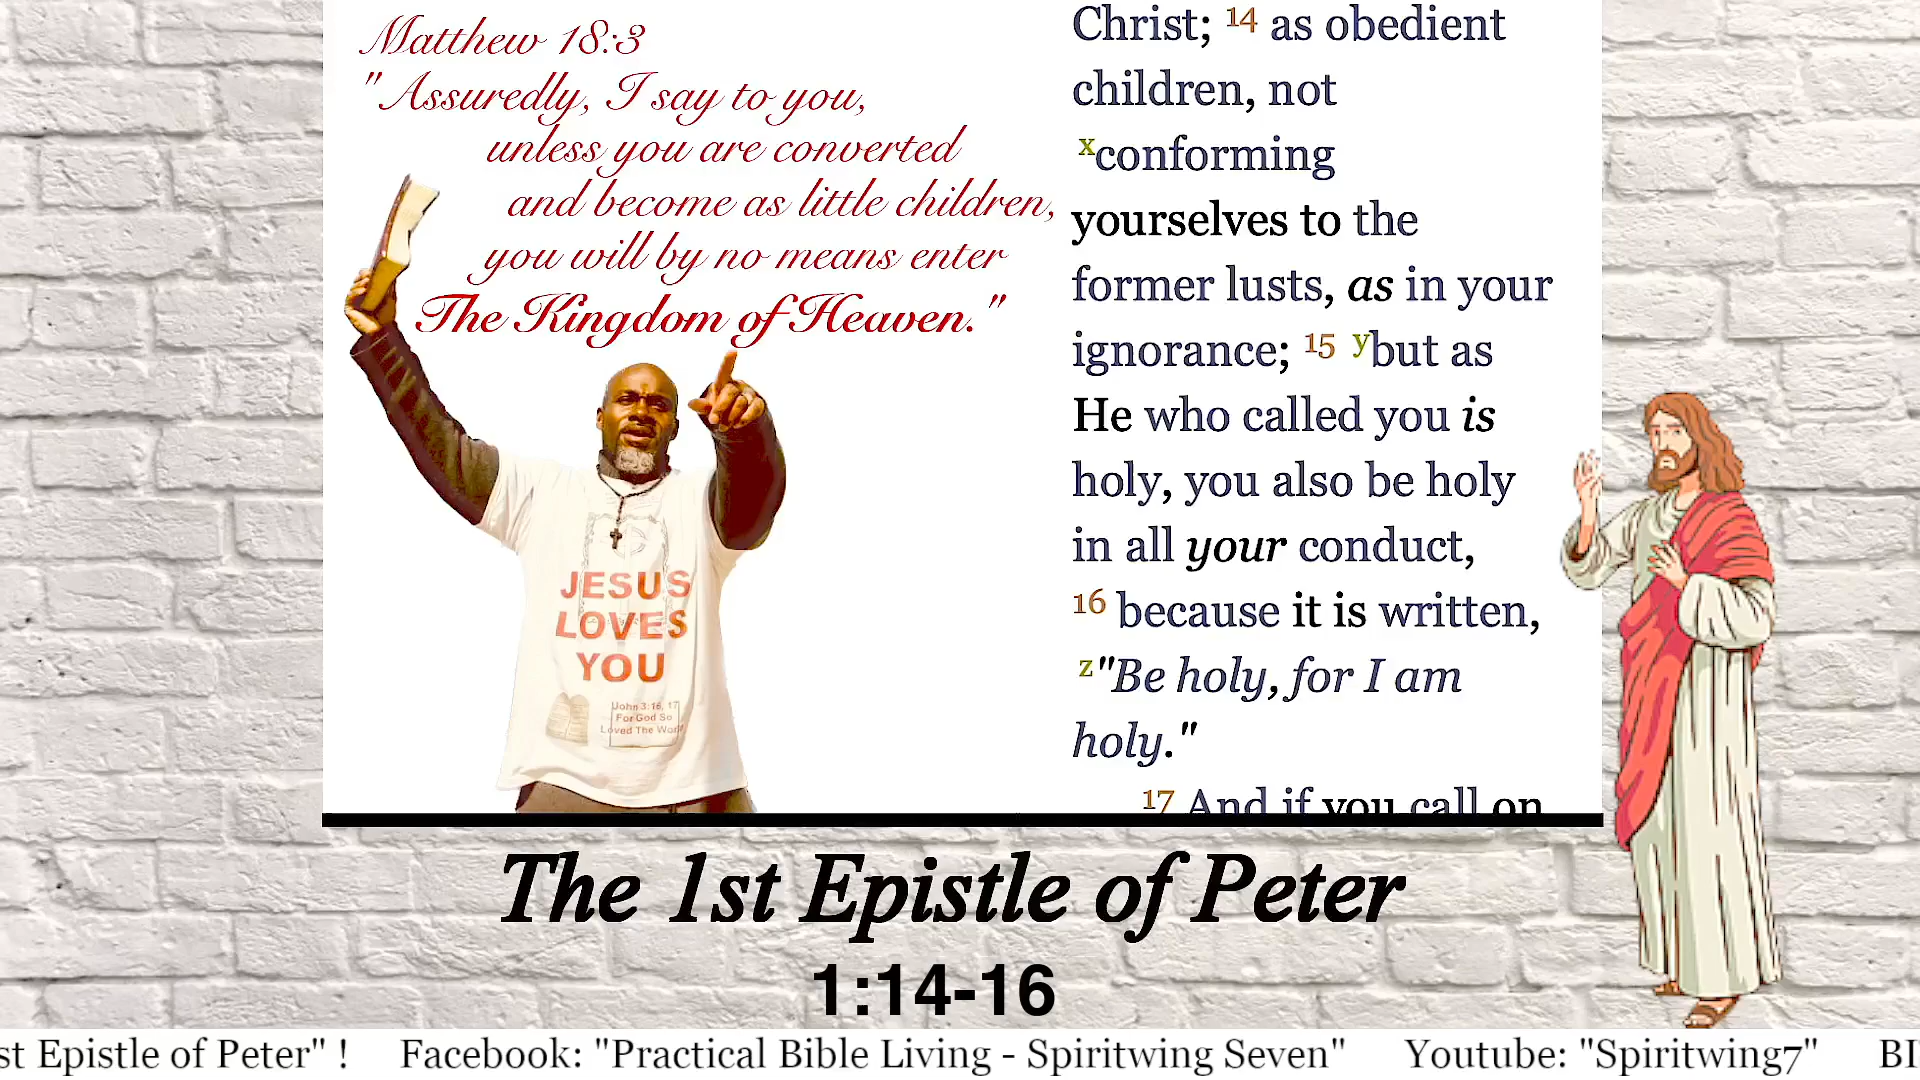 Matthew 18:3
"Assuredly, I say to you,
unless you are converted
and become as little children,
you will by no means enter
The Kingdom of Heaven."
JESUS
LOVES
YOU
John 3:16, 17
For God So
Loved The World
Christ; 14 as obedient
children, not
xconforming
yourselves to the
former lusts, as in your
ignorance; 15 ybut as
He who called you is
holy, you also be holy
in all your conduct,
16 because it is written,
z"Be holy, for I am
holy."
17 And if you call on
The 1st Epistle of Peter
1:14-16
st Epistle of Peter" ! Facebook: "Practical Bible Living - Spiritwing Seven" Youtube: "Spiritwing7" BI